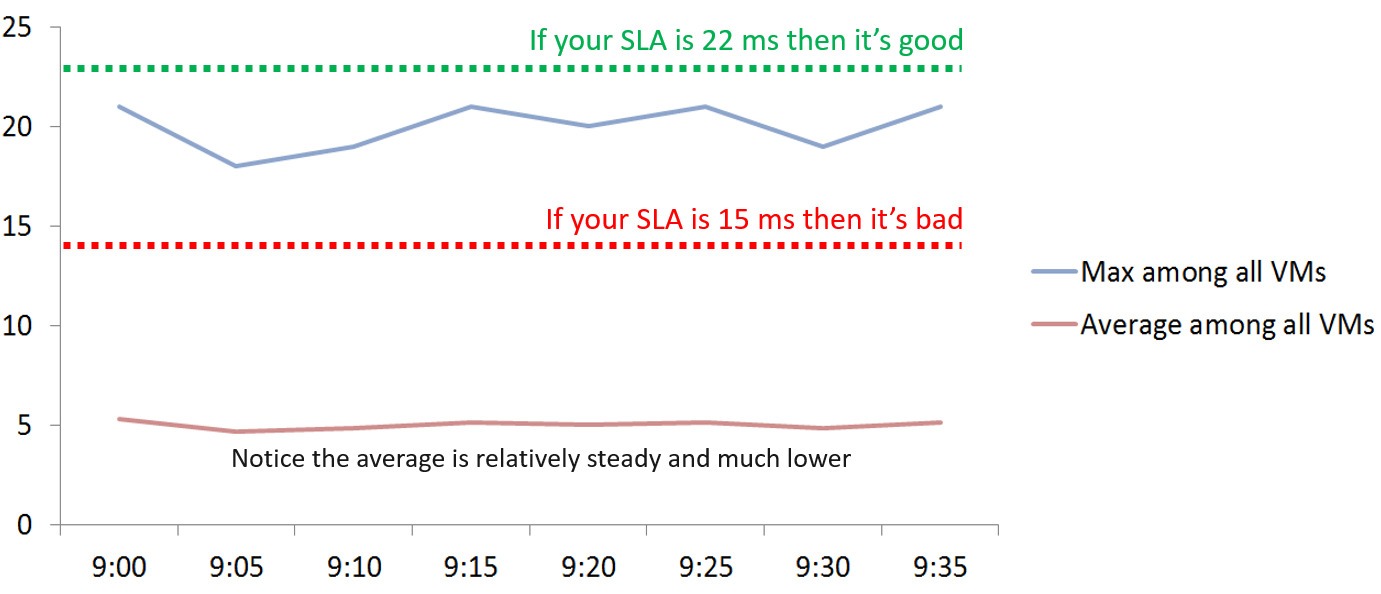 25
If your SLA is 22 ms then it’s good
20
If your SLA is 15 ms then it’s bad
15
Max among all VMs
10
Average among all VMs
5
Notice the average is relatively steady and much lower
0
9:00 9:05 9:10 9:15 9:20 9:25 9:30 9:35